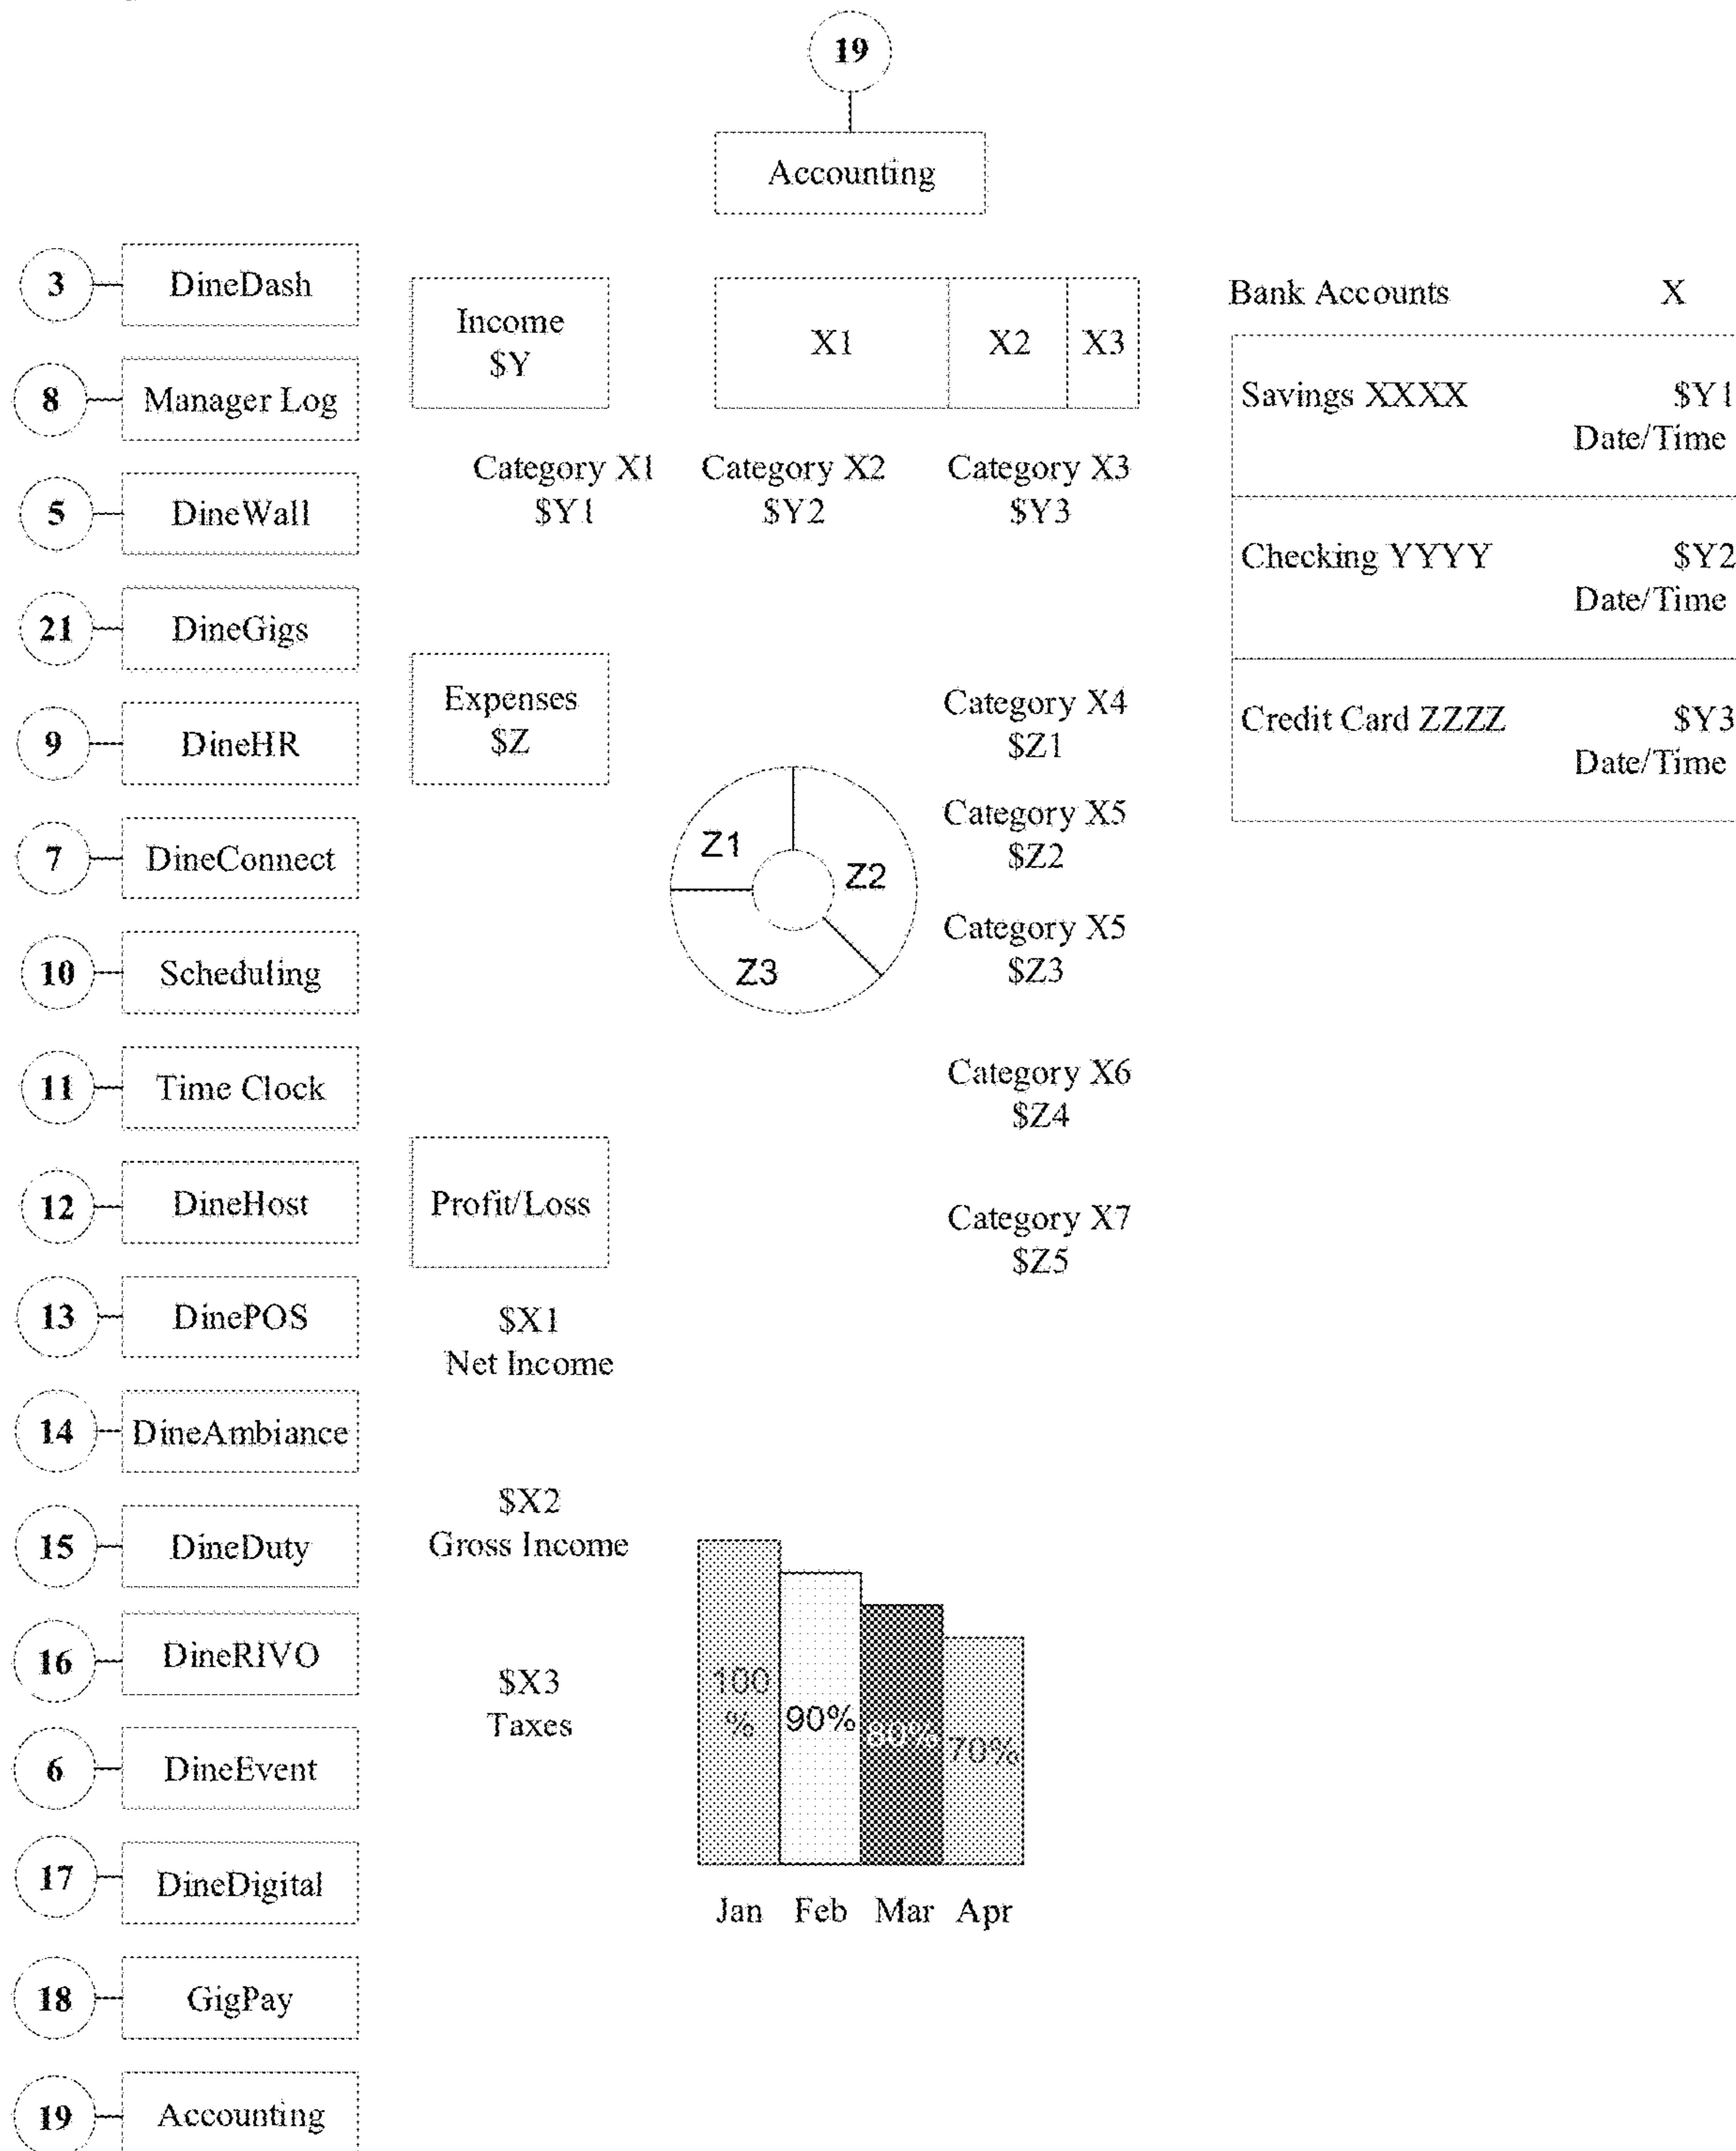 19
Accounting
3 DineDash
8 Manager Log
5 DineWall
21 DineGigs
9 DineHR
7 DineConnect
10 Scheduling
11 Time Clock
12 DineHost
13 DinePOS
14 DineAmbiance
15 DineDuty
16 DineRIVO
6 DineEvent
17 DineDigital
18 GigPay
19 Accounting
Income
$Y
X1 X2 X3
Category X1 Category X2 Category X3
$Y1 $Y2 $Y3
Expenses
$Z
Z1
Z2
Z3
Category X4
$Z1
Category X5
$Z2
Category X5
$Z3
Category X6
$Z4
Category X7
$Z5
Profit/Loss
$X1
Net Income
$X2
Gross Income
$X3
Taxes
100
%
90%
80%
70%
Jan Feb Mar Apr
Bank Accounts X
Savings XXXX $Y1
Date/Time
Checking YYYY $Y2
Date/Time
Credit Card ZZZZ $Y3
Date/Time